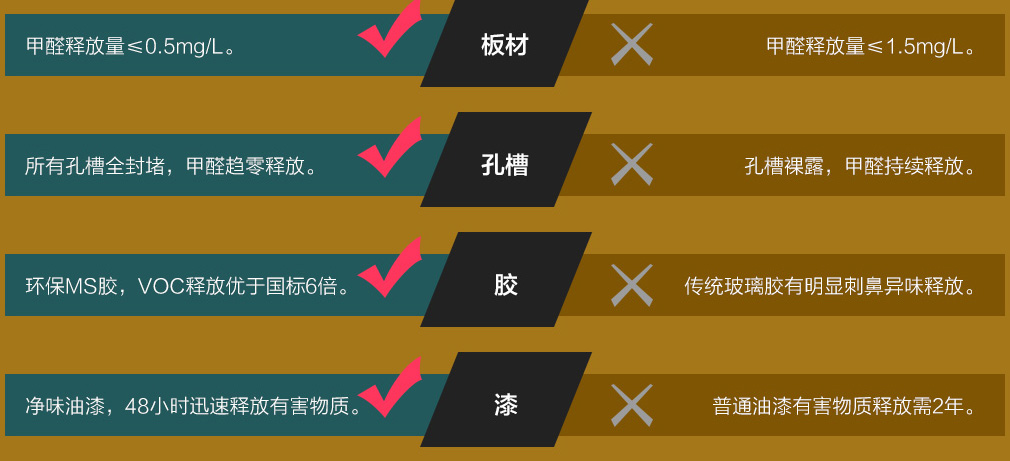 甲醛释放量≤0.5mg/L。
板材
甲醛释放量≤1.5mg/L。
所有孔槽全封堵，甲醛趋零释放。
孔槽
孔槽裸露，甲醛持续释放。
环保MS胶，VOC释放优于国标6倍。
胶
传统玻璃胶有明显刺鼻异味释放。
净味油漆，48小时迅速释放有害物质。
漆
普通油漆有害物质释放需2年。